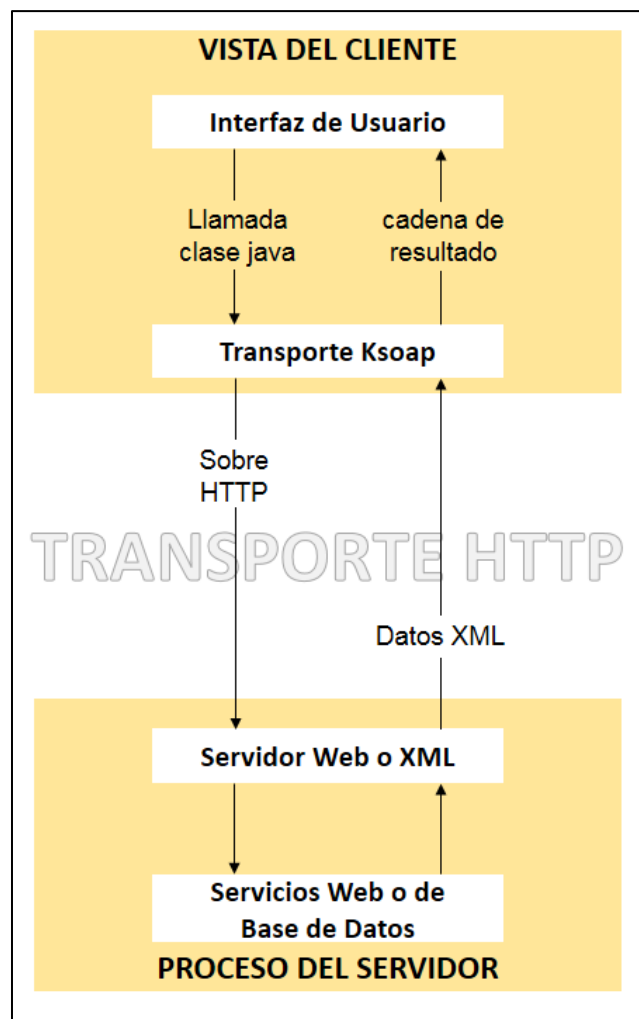 VISTA DEL CLIENTE
Interfaz de Usuario
Llamada
clase java
cadena de
resultado
Transporte Ksoap
Sobre
HTTP
TRANSPORTE HTTP
Datos XML
Servidor Web o XML
Servicios Web o de
Base de Datos
PROCESO DEL SERVIDOR